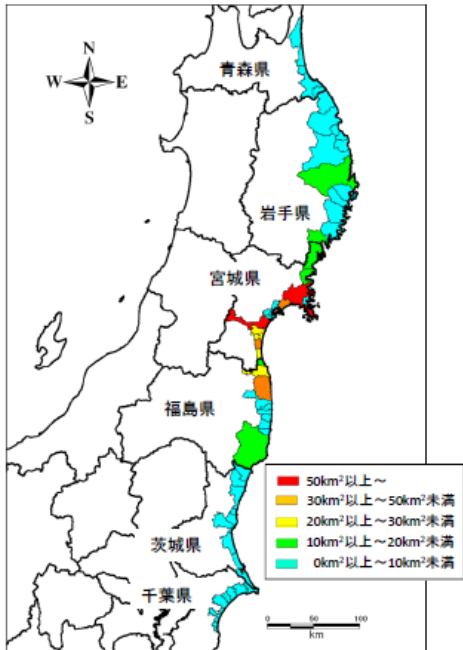 N
青森県
W E
S
岩手県
宮城県
福島県
50km²以上～
30km²以上～50km²未満
20km²以上～30km²未満
10km²以上～20km²未満
0km²以上～10km²未満
茨城県
千葉県
0 50 100
km